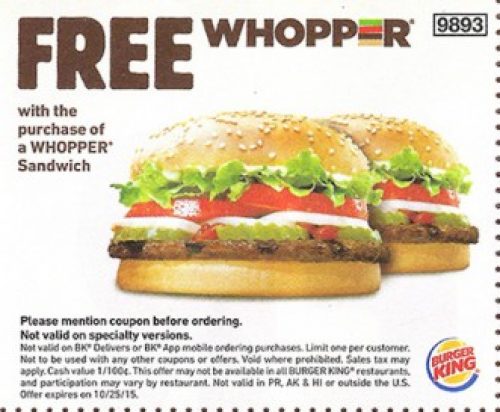 FREE WHOPPER® 9893
with the
purchase of
a WHOPPER®
Sandwich
Please mention coupon before ordering.
Not valid on specialty versions.
Not valid on BK® Delivers or BK® App mobile ordering purchases. Limit one per customer.
Not to be used with any other coupons or offers. Void where prohibited. Sales tax may
apply. Cash value 1/100¢. This offer may not be available in all BURGER KING® restaurants,
and participation may vary by restaurant. Not valid in PR, AK & HI or outside the U.S.
Offer expires on 10/25/15.
BURGER
KING